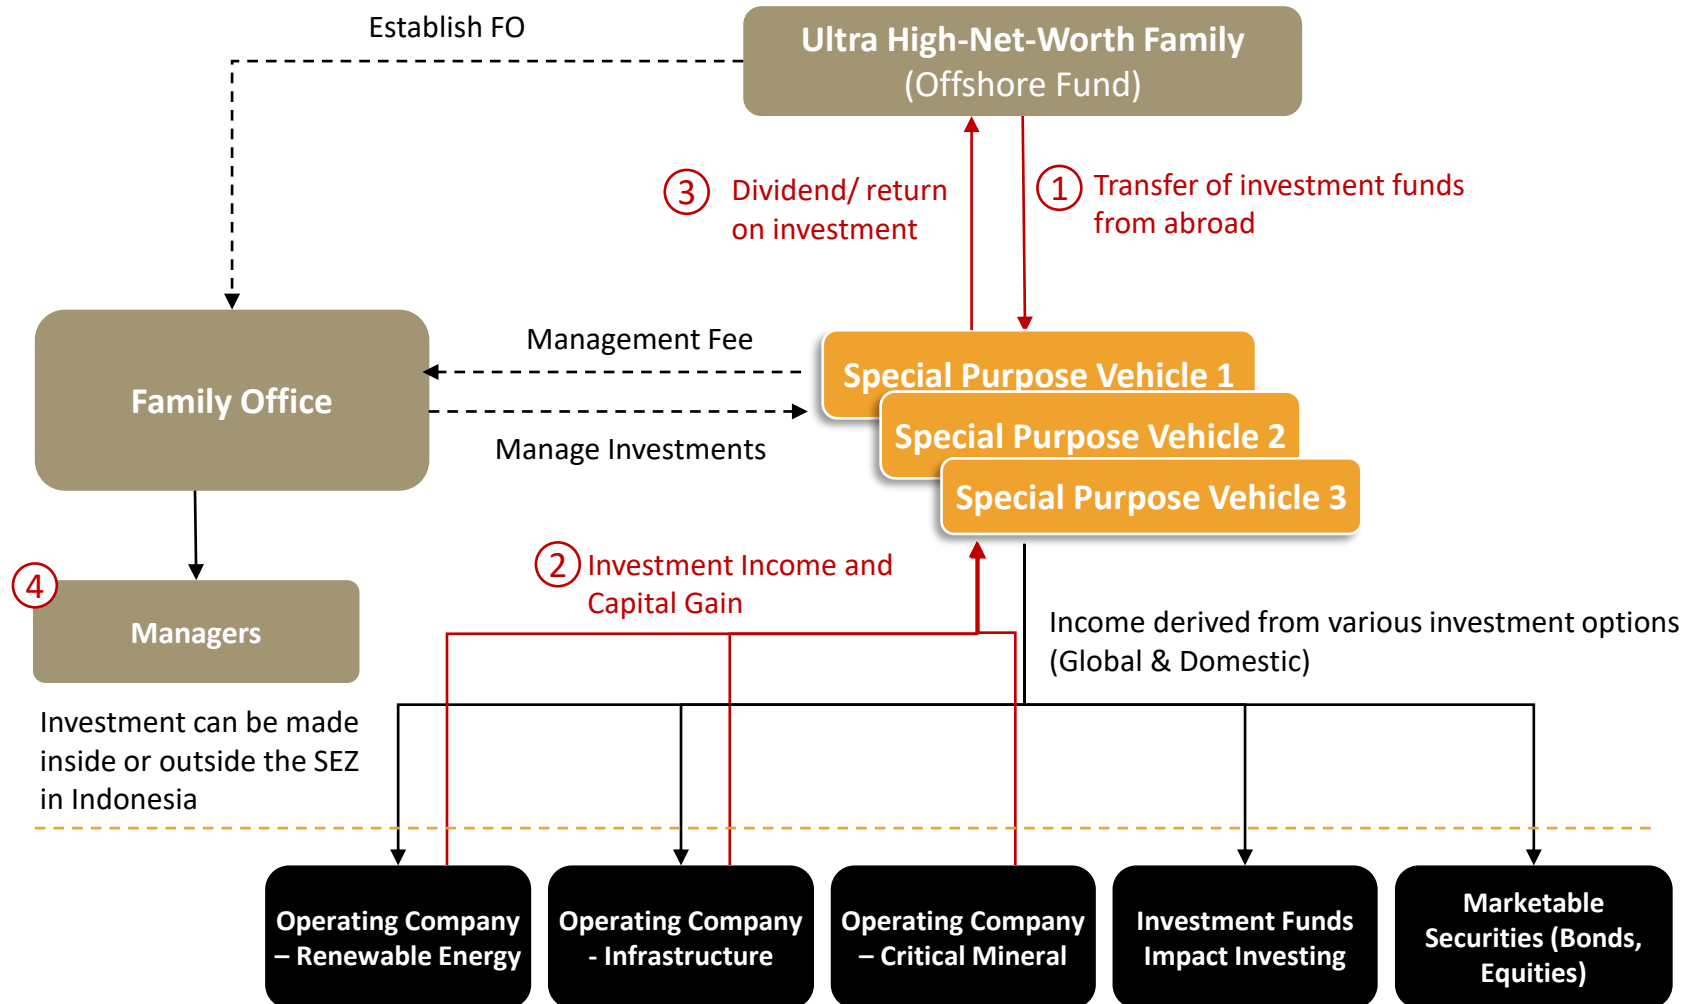 Establish FO
Ultra High-Net-Worth Family
(Offshore Fund)
3
Dividend/ return
on investment
1
Transfer of investment funds
from abroad
Family Office
Management Fee
Manage Investments
Special Purpose Vehicle 1
Special Purpose Vehicle 2
Special Purpose Vehicle 3
4
Managers
2
Investment Income and
Capital Gain
Income derived from various investment options
(Global & Domestic)
Investment can be made
inside or outside the SEZ
in Indonesia
Operating Company
– Renewable Energy
Operating Company
- Infrastructure
Operating Company
– Critical Mineral
Investment Funds
Impact Investing
Marketable
Securities (Bonds,
Equities)